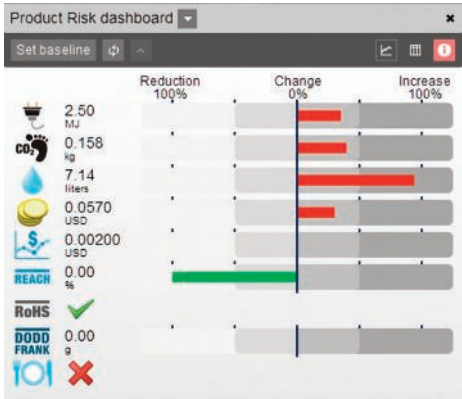 Product Risk dashboard
Set baseline
Reduction Change Increase
100% 0% 100%
2.50
MJ
CO₂ 0.158
kg
7.14
liters
0.0570
USD
$ 0.00200
USD
REACH 0.00
%
RoHS
DODD FRANK 0.00
g